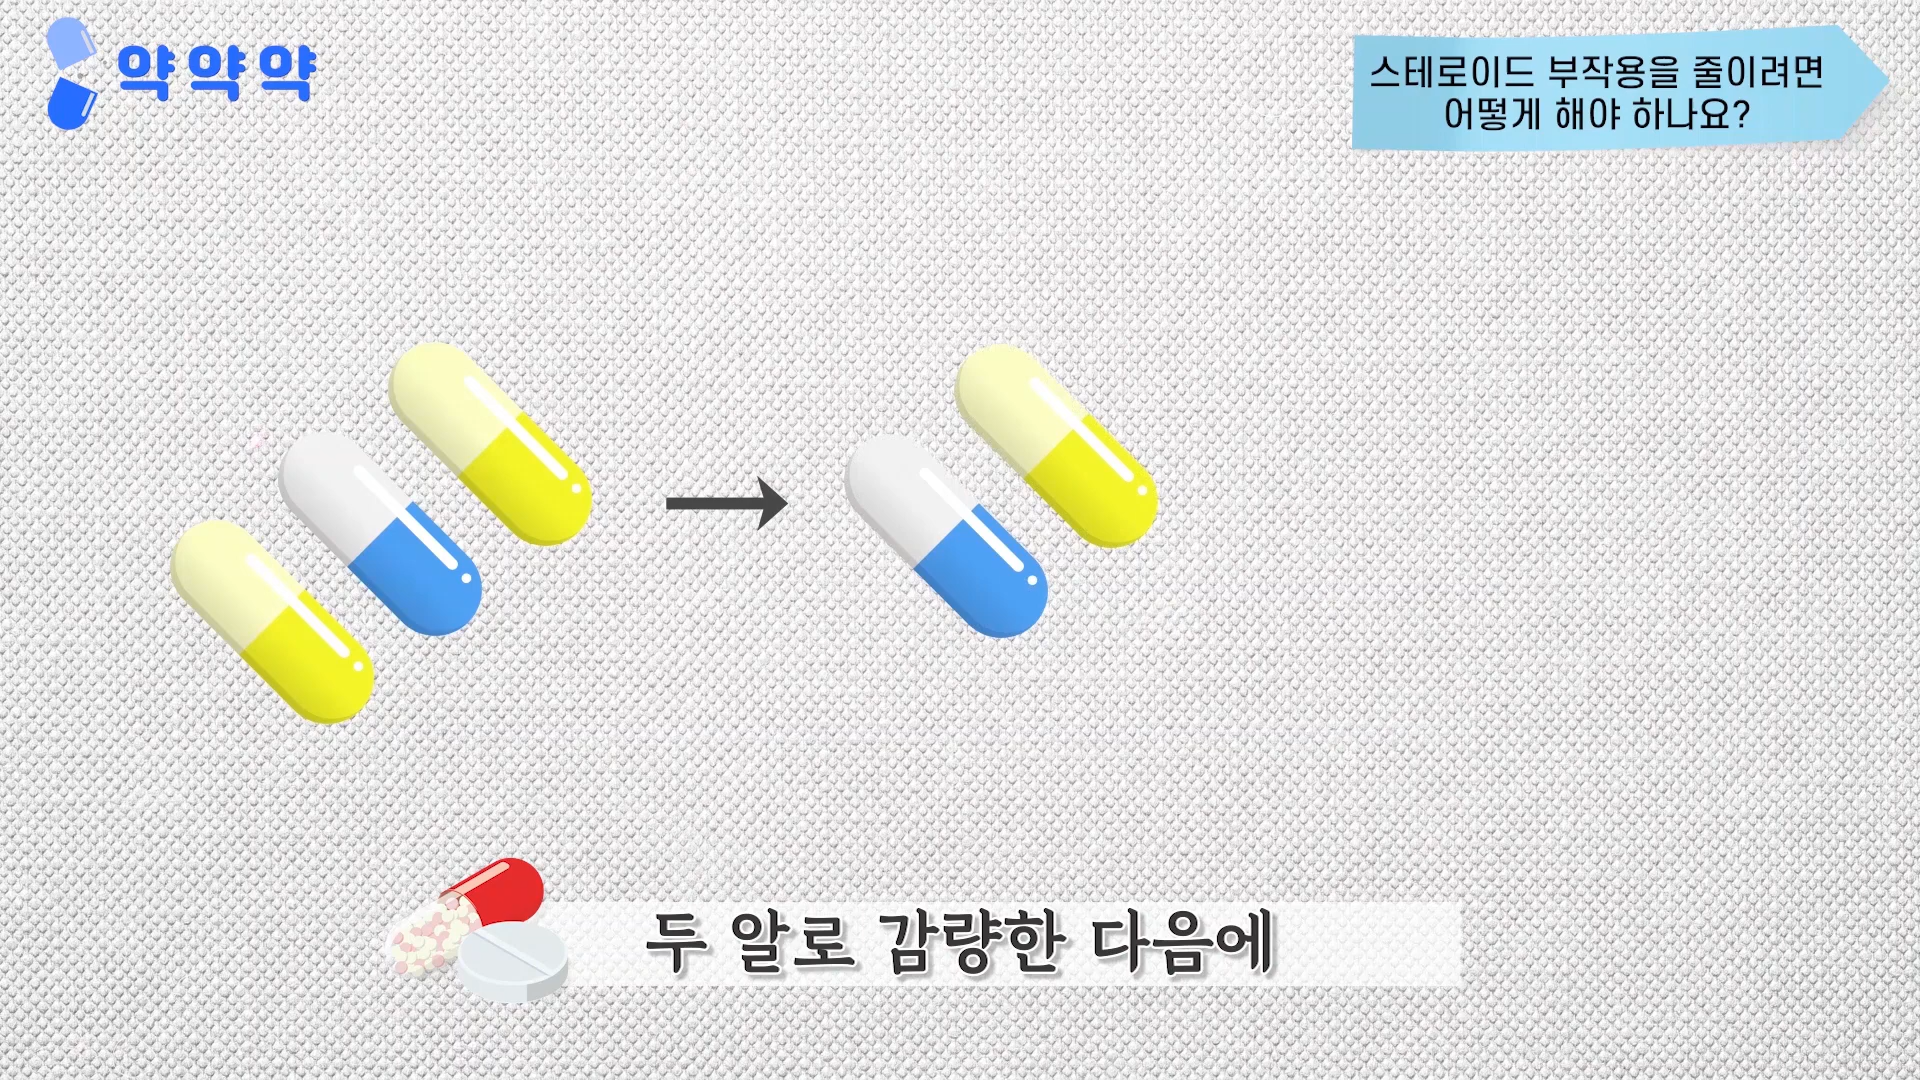 약약약
스테로이드 부작용을 줄이려면
어떻게 해야 하나요?
두 알로 감량한 다음에